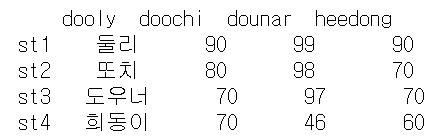 dooly doochi dounar heedong
st1 둘리 90 99 90
st2 또치 80 98 70
st3 도우너 70 97 70
st4 희동이 70 46 60